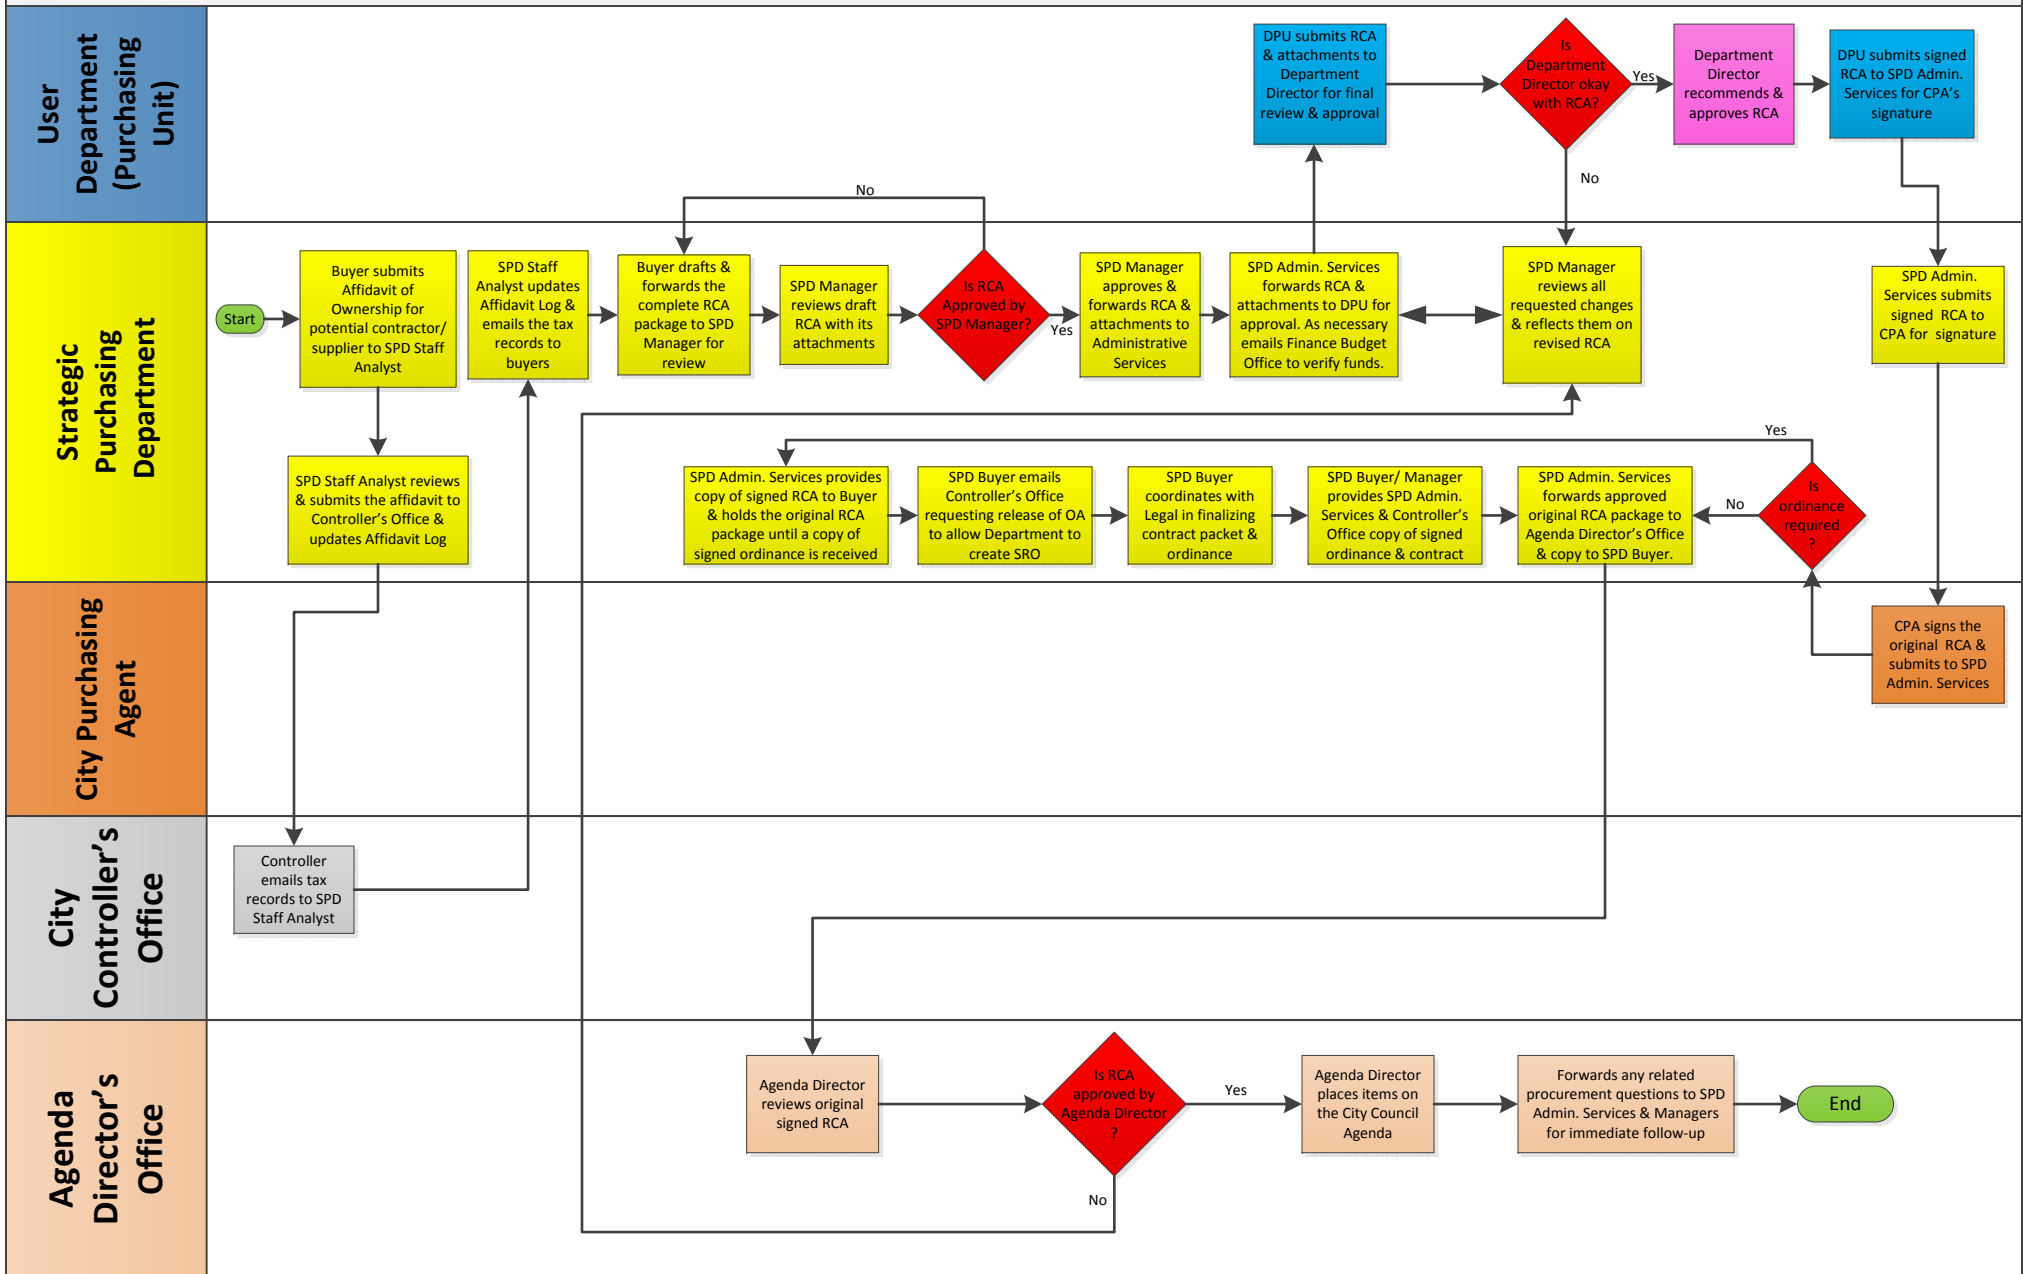 User
Department
(Purchasing
Unit)
DPU submits RCA
& attachments to
Department
Director for final
review & approval
Is
Department
Director okay
with RCA?
Yes
No
Department
Director
recommends &
approves RCA
DPU submits signed
RCA to SPD Admin.
Services for CPA’s
signature
Strategic
Purchasing
Department
Start
Buyer submits
Affidavit of
Ownership for
potential contractor/
supplier to SPD Staff
Analyst
SPD Staff
Analyst updates
Affidavit Log &
emails the tax
records to
buyers
Buyer drafts &
forwards the
complete RCA
package to SPD
Manager for
review
SPD Manager
reviews draft
RCA with its
attachments
No
Is RCA
Approved by
SPD Manager?
Yes
SPD Manager
approves &
forwards RCA &
attachments to
Administrative
Services
SPD Admin. Services
forwards RCA &
attachments to DPU for
approval. As necessary
emails Finance Budget
Office to verify funds.
SPD Manager
reviews all
requested changes
& reflects them on
revised RCA
SPD Admin.
Services submits
signed RCA to
CPA for signature
SPD Staff Analyst reviews
& submits the affidavit to
Controller’s Office &
updates Affidavit Log
SPD Admin. Services provides
copy of signed RCA to Buyer
& holds the original RCA
package until a copy of
signed ordinance is received
SPD Buyer emails
Controller’s Office
requesting release of OA
to allow Department to
create SRO
SPD Buyer
coordinates with
Legal in finalizing
contract packet &
ordinance
SPD Buyer/ Manager
provides SPD Admin.
Services & Controller’s
Office copy of signed
ordinance & contract
SPD Admin. Services
forwards approved
original RCA package to
Agenda Director’s Office
& copy to SPD Buyer.
Yes
No
Is
ordinance
required
?
City Purchasing
Agent
CPA signs the
original RCA &
submits to SPD
Admin. Services
City
Controller’s
Office
Controller
emails tax
records to SPD
Staff Analyst
Agenda
Director’s
Office
Agenda Director
reviews original
signed RCA
Is RCA
approved by
Agenda Director
?
Yes
No
Agenda Director
places items on
the City Council
Agenda
Forwards any related
procurement questions to SPD
Admin. Services & Managers
for immediate follow-up
End